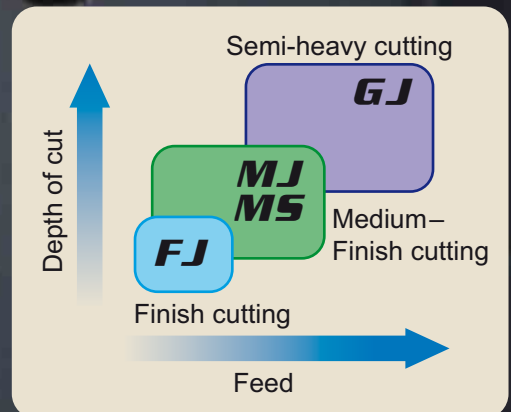 Semi-heavy cutting
GJ
MJ
MS
Medium–
Finish cutting
FJ
Finish cutting
Depth of cut
Feed